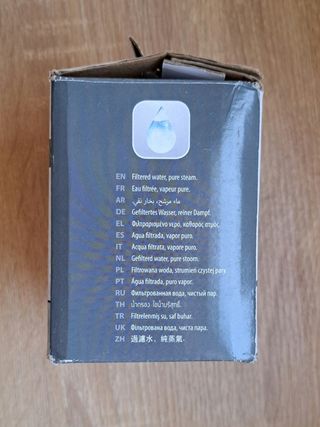 EN Filtered water, pure steam.
FR Eau filtrée, vapeur pure.
AR ماء مرشح، بخار نقي.
DE Gefiltertes Wasser, reiner Dampf.
EL Φιλτραρισμένο νερό, καθαρός ατμός.
ES Agua filtrada, vapor puro.
IT Acqua filtrata, vapore puro.
NL Gefilterd water, pure stoom.
PL Filtrowana woda, strumień czystej pary.
PT Água filtrada, puro vapor.
RU Фильтрованная вода, чистый пар.
TH น้ำกรอง ไอน้ำบริสุทธิ์.
TR Filtrelenmiş su, saf buhar.
UK Фільтрована вода, чиста пара.
ZH 過濾水，純蒸氣。